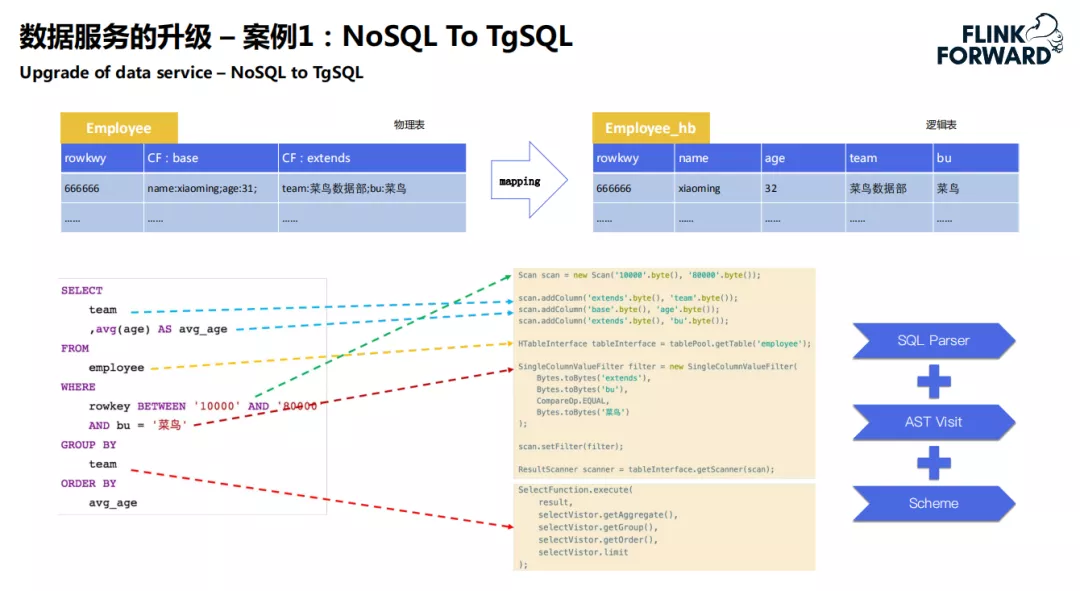 数据服务的升级 – 案例1：NoSQL To TgSQL
Upgrade of data service – NoSQL to TgSQL
FLINK
FORWARD
Employee
物理表
rowkwy CF：base CF：extends
666666 name:xiaoming;age:31; team:菜鸟数据部;bu:菜鸟
…… …… ……
mapping
Employee_hb
逻辑表
rowkwy name age team bu
666666 xiaoming 32 菜鸟数据部 菜鸟
…… …… …… …… ……
SELECT
team
,avg(age) AS avg_age
FROM
employee
WHERE
rowkey BETWEEN '10000' AND '80000'
AND bu = '菜鸟'
GROUP BY
team
ORDER BY
avg_age
Scan scan = new Scan('10000'.byte(), '80000'.byte());
scan.addColumn('extends'.byte(), 'team'.byte());
scan.addColumn('base'.byte(), 'age'.byte());
scan.addColumn('extends'.byte(), 'bu'.byte());
HTableInterface tableInterface = tablePool.getTable('employee');
SingleColumnValueFilter filter = new SingleColumnValueFilter(
Bytes.toBytes('extends'),
Bytes.toBytes('bu'),
CompareOp.EQUAL,
Bytes.toBytes('菜鸟')
);
scan.setFilter(filter);
ResultScanner scanner = tableInterface.getScanner(scan);
SelectFunction.execute(
result,
selectVistor.getAggregate(),
selectVistor.getGroup(),
selectVistor.getOrder(),
selectVistor.limit
);
SQL Parser
AST Visit
Scheme